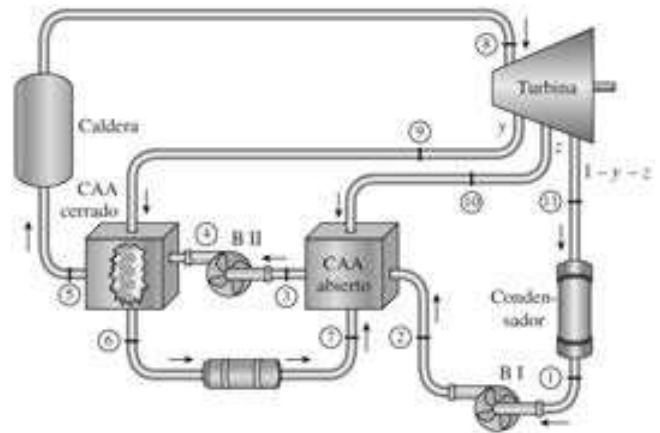 8
Turbina
Caldera
y
9
z
1 − y − z
10
11
CAA
cerrado
4
B II
CAA
abierto
5
3
Conden-
sador
6
7
2
B I
1